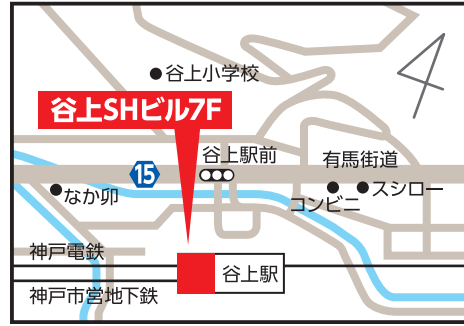 谷上小学校
谷上SHビル7F
谷上駅前
有馬街道
15
なか卯
スシロー
コンビニ
神戸電鉄
谷上駅
神戸市営地下鉄